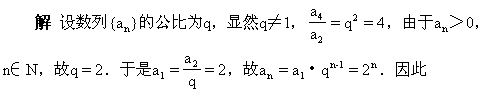 解 设数列{aₙ}的公比为q，显然q≠1，a₄/a₂＝q²＝4，由于aₙ＞0，
n∈N，故q＝2．于是a₁＝a₂/q＝2，故aₙ＝a₁·qⁿ⁻¹＝2ⁿ．因此